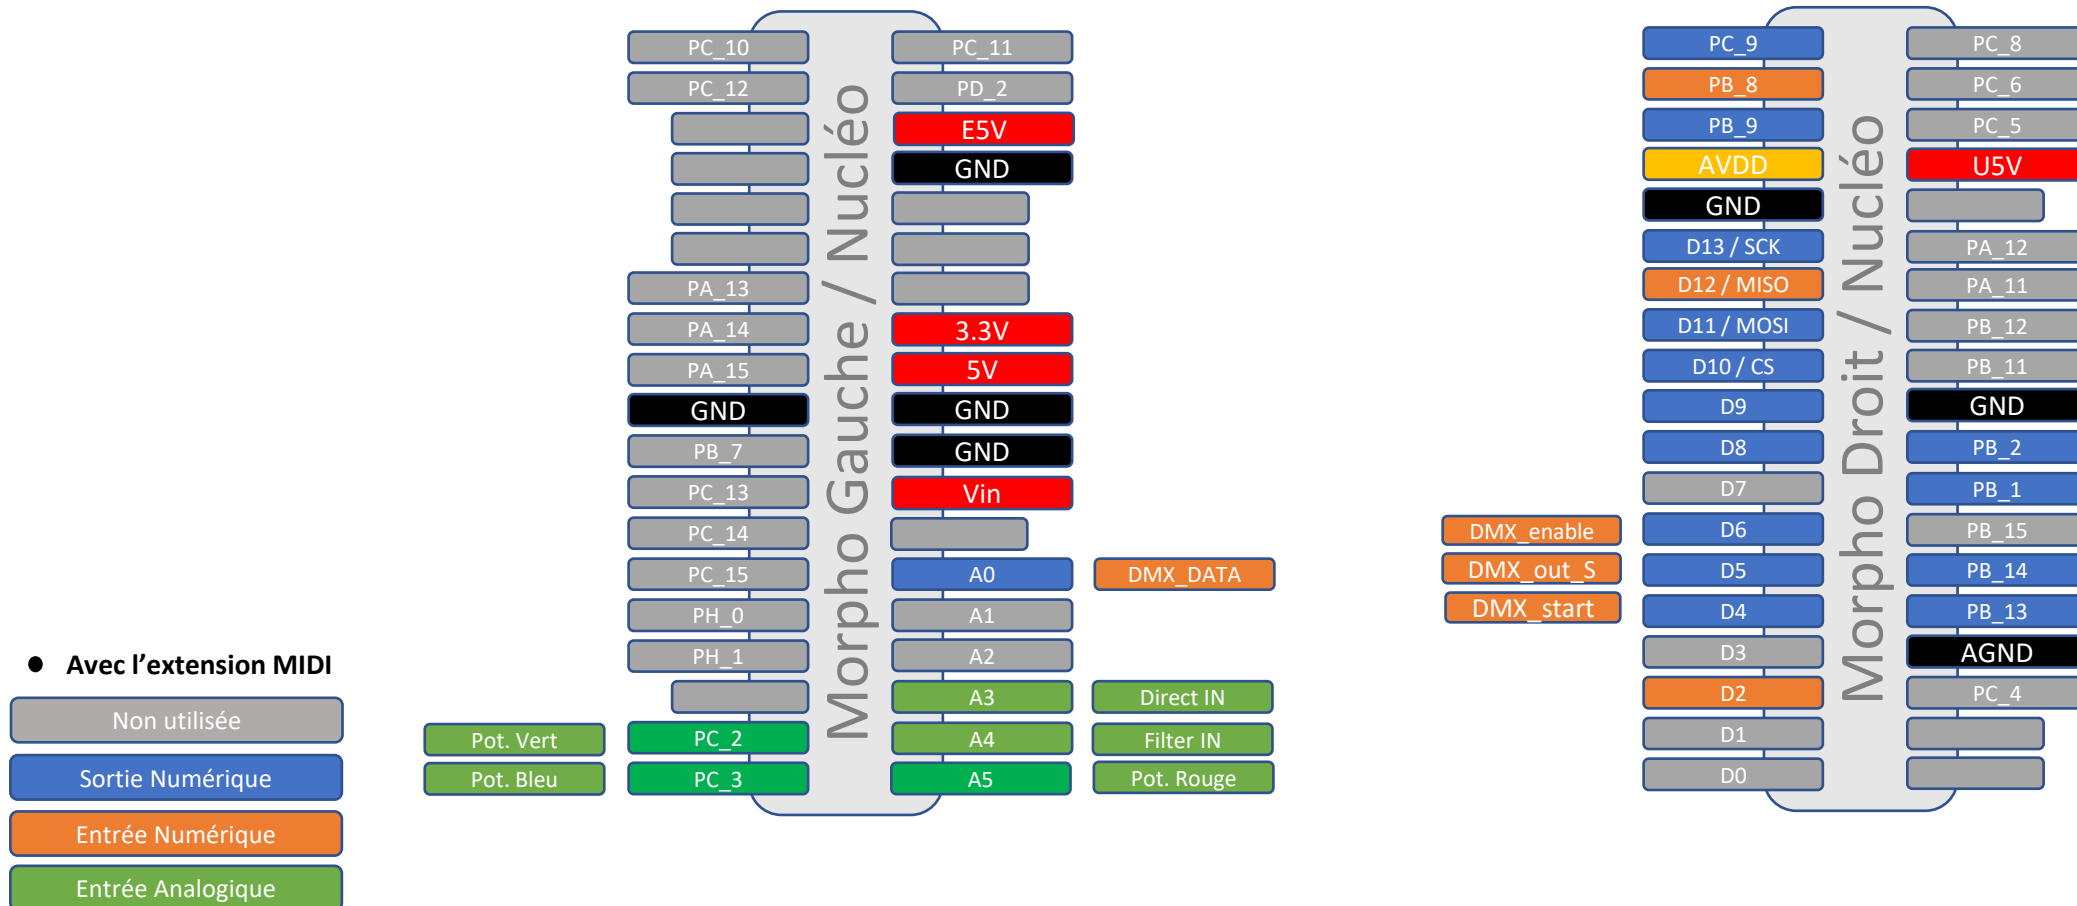 PC_10 PC_11
PC_12 PD_2
E5V
GND
PA_13
PA_14 3.3V
PA_15 5V
GND GND
PB_7 GND
PC_13 Vin
PC_14
PC_15 A0 DMX_DATA
PH_0 A1
PH_1 A2
A3 Direct IN
Pot. Vert PC_2 A4 Filter IN
Pot. Bleu PC_3 A5 Pot. Rouge
Morpho Gauche / Nucléo
PC_9 PC_8
PB_8 PC_6
PB_9 PC_5
AVDD U5V
GND
D13 / SCK PA_12
D12 / MISO PA_11
D11 / MOSI PB_12
D10 / CS PB_11
D9 GND
D8 PB_2
D7 PB_1
DMX_enable D6 PB_15
DMX_out_S D5 PB_14
DMX_start D4 PB_13
D3 AGND
D2 PC_4
D1
D0
Morpho Droit / Nucléo
● Avec l’extension MIDI
Non utilisée
Sortie Numérique
Entrée Numérique
Entrée Analogique